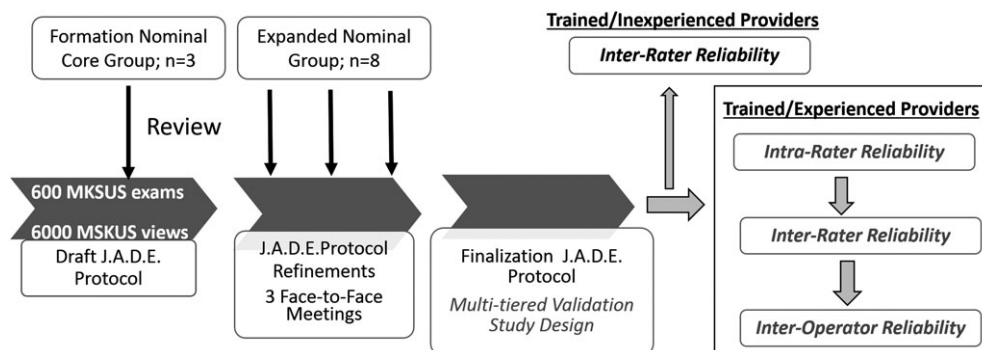 Formation Nominal
Core Group; n=3
Expanded Nominal
Group; n=8
Review
600 MKSUS exams
6000 MSKUS views
Draft J.A.D.E.
Protocol
J.A.D.E.Protocol
Refinements
3 Face-to-Face
Meetings
Finalization J.A.D.E.
Protocol
Multi-tiered Validation
Study Design
Trained/Inexperienced Providers
Inter-Rater Reliability
Trained/Experienced Providers
Intra-Rater Reliability
Inter-Rater Reliability
Inter-Operator Reliability